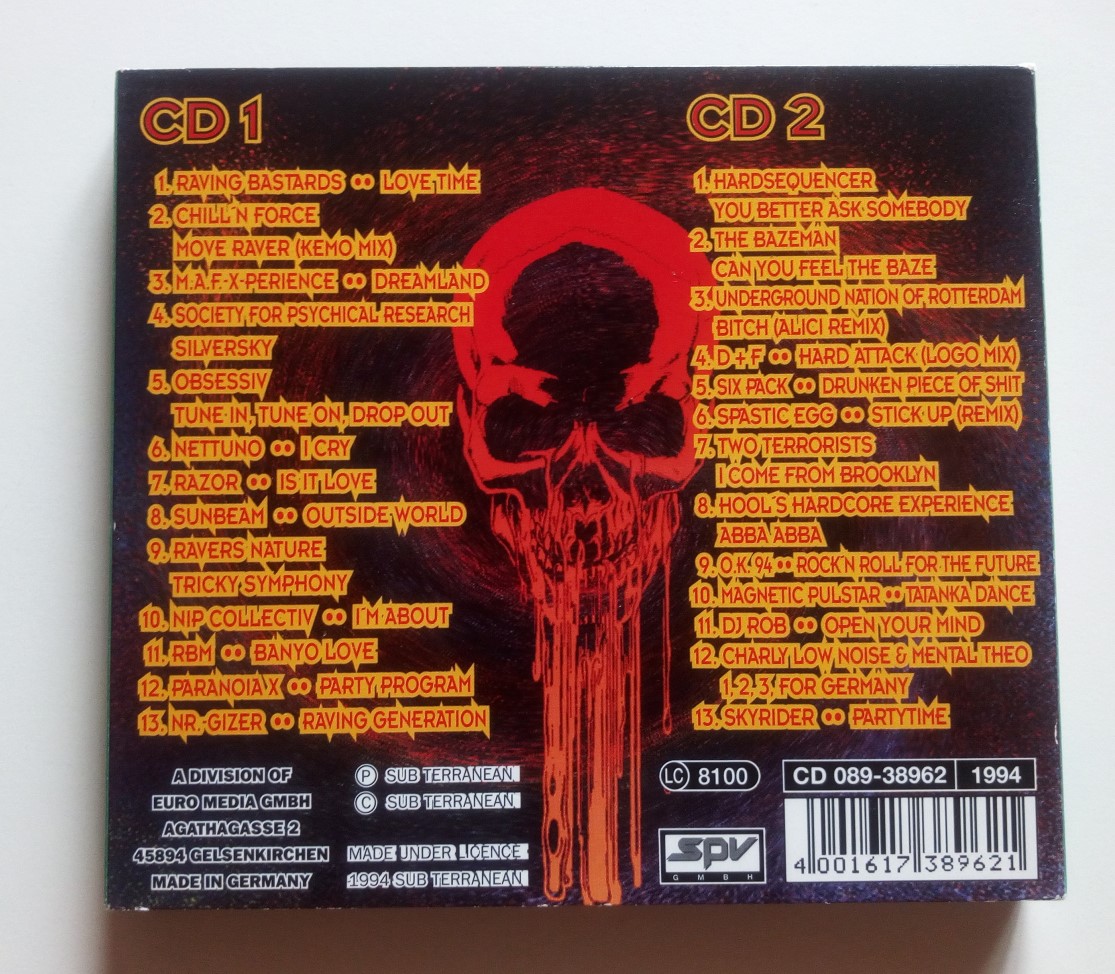 CD 1
1. RAVING BASTARDS ∞ LOVE TIME
2. CHILL´N FORCE
MOVE RAVER (KEMO MIX)
3. M.A.F.-X-PERIENCE ∞ DREAMLAND
4. SOCIETY FOR PSYCHICAL RESEARCH
SILVERSKY
5. OBSESSIV
TUNE IN, TUNE ON, DROP OUT
6. NETTUNO ∞ I CRY
7. RAZOR ∞ IS IT LOVE
8. SUNBEAM ∞ OUTSIDE WORLD
9. RAVERS NATURE
TRICKY SYMPHONY
10. NIP COLLECTIV ∞ I'M ABOUT
11. RBM ∞ BANYO LOVE
12. PARANOIA X ∞ PARTY PROGRAM
13. NR. GIZER ∞ RAVING GENERATION
CD 2
1. HARDSEQUENCER
YOU BETTER ASK SOMEBODY
2. THE BAZEMAN
CAN YOU FEEL THE BAZE
3. UNDERGROUND NATION OF ROTTERDAM
BITCH (ALICI REMIX)
4. D + F ∞ HARD ATTACK (LOGO MIX)
5. SIX PACK ∞ DRUNKEN PIECE OF SHIT
6. SPASTIC EGG ∞ STICK UP (REMIX)
7. TWO TERRORISTS
I COME FROM BROOKLYN
8. HOOL´S HARDCORE EXPERIENCE
ABBA ABBA
9. O.K. 94 ∞ ROCK'N ROLL FOR THE FUTURE
10. MAGNETIC PULSTAR ∞ TATANKA DANCE
11. DJ ROB ∞ OPEN YOUR MIND
12. CHARLY LOW NOISE & MENTAL THEO
1, 2, 3, FOR GERMANY
13. SKYRIDER ∞ PARTYTIME
A DIVISION OF
EURO MEDIA GMBH
AGATHAGASSE 2
45894 GELSENKIRCHEN
MADE IN GERMANY
Ⓟ SUB TERRANEAN
Ⓒ SUB TERRANEAN
MADE UNDER LICENCE
1994 SUB TERRANEAN
LC 8100
CD 089-38962 1994
SPV
GMBH
4 001617 389621